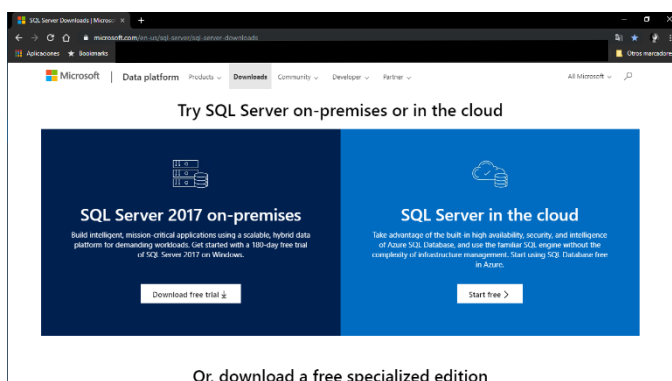 SQL Server Downloads | Microso
microsoft.com/en-us/sql-server/sql-server-downloads
Aplicaciones Bookmarks Otros marcadores
Microsoft Data platform Products Downloads Community Developer Partner All Microsoft
Try SQL Server on-premises or in the cloud
SQL Server 2017 on-premises
Build intelligent, mission-critical applications using a scalable, hybrid data
platform for demanding workloads. Get started with a 180-day free trial
of SQL Server 2017 on Windows.
Download free trial
SQL Server in the cloud
Take advantage of the built-in high availability, security, and intelligence
of Azure SQL Database, and use the familiar SQL engine without the
complexity of infrastructure management. Start using SQL Database free
in Azure.
Start free
Or, download a free specialized edition